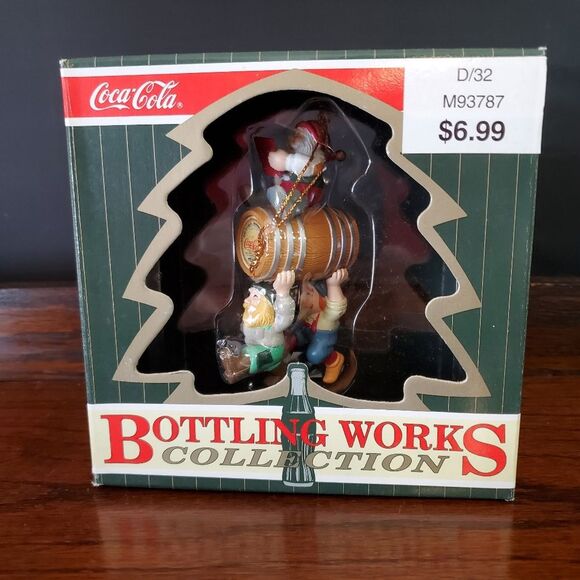 Coca-Cola®
D/32
M93787
$6.99
BOTTLING WORKS
COLLECTION